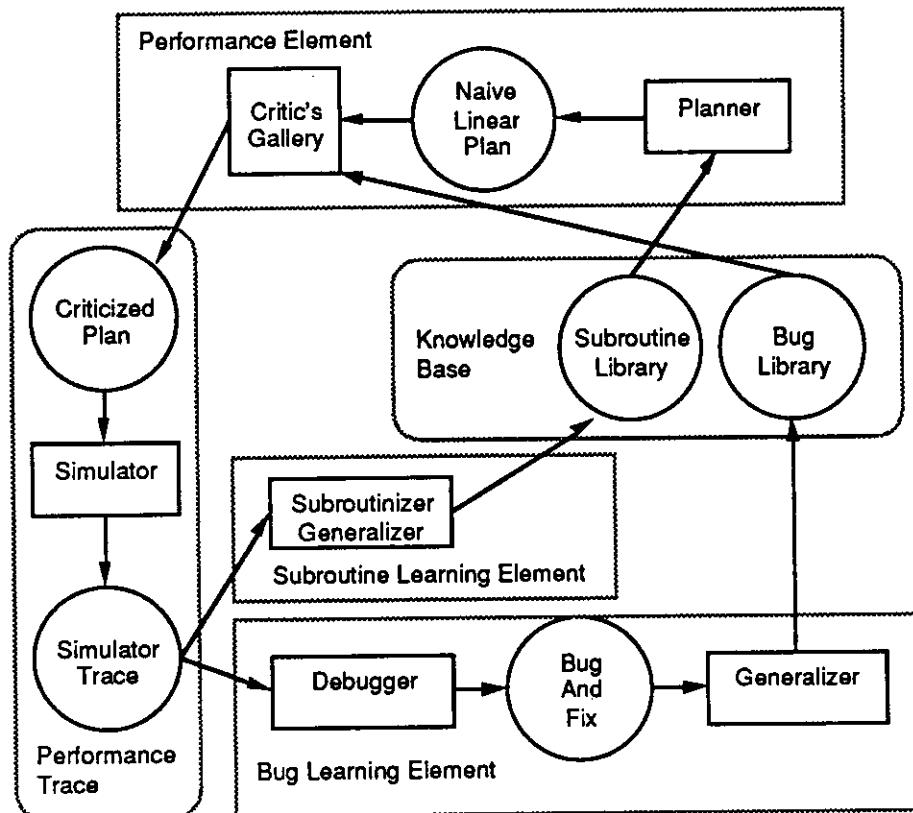 Performance Element
Critic's
Gallery
Naive
Linear
Plan
Planner
Criticized
Plan
Knowledge
Base
Subroutine
Library
Bug
Library
Simulator
Subroutinizer
Generalizer
Subroutine Learning Element
Simulator
Trace
Debugger
Bug
And
Fix
Generalizer
Performance
Trace
Bug Learning Element